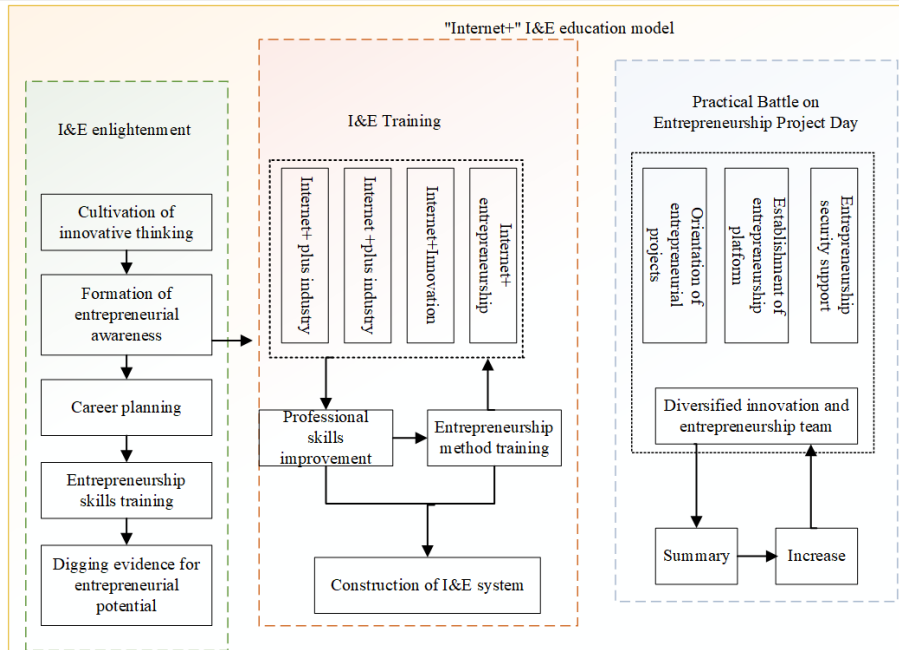 "Internet+" I&E education model
I&E enlightenment
Cultivation of
innovative thinking
Formation of
entrepreneurial
awareness
Career planning
Entrepreneurship
skills training
Digging evidence for
entrepreneurial
potential
I&E Training
Internet+ plus industry
Internet +plus industry
Internet+Innovation
Internet+
entrepreneurship
Professional
skills
improvement
Entrepreneurship
method training
Construction of I&E system
Practical Battle on
Entrepreneurship Project Day
Orientation of
entrepreneurial
projects
Establishment of
entrepreneurship
platform
Entrepreneurship
security support
Diversified innovation and
entrepreneurship team
Summary
Increase